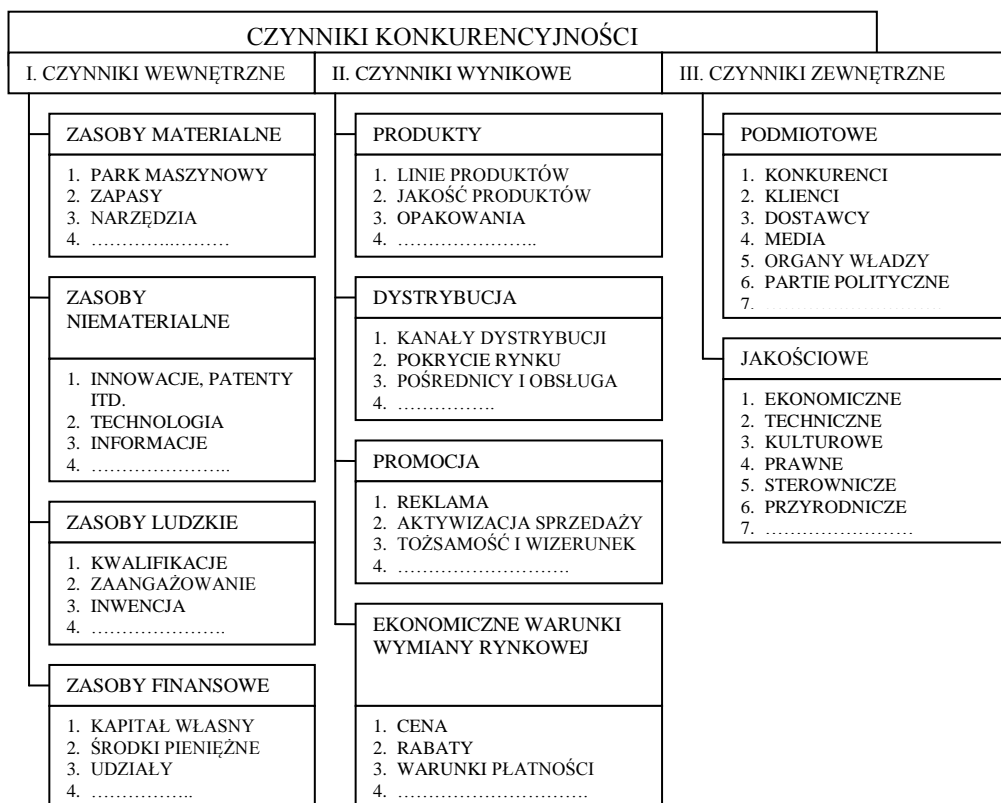 CZYNNIKI KONKURENCYJNOŚCI
I. CZYNNIKI WEWNĘTRZNE
ZASOBY MATERIALNE
1. PARK MASZYNOWY
2. ZAPASY
3. NARZĘDZIA
4. …………...………
ZASOBY
NIEMATERIALNE
1. INNOWACJE, PATENTY
ITD.
2. TECHNOLOGIA
3. INFORMACJE
4. …………………..
ZASOBY LUDZKIE
1. KWALIFIKACJE
2. ZAANGAŻOWANIE
3. INWENCJA
4. ………………….
ZASOBY FINANSOWE
1. KAPITAŁ WŁASNY
2. ŚRODKI PIENIĘŻNE
3. UDZIAŁY
4. ……………..
II. CZYNNIKI WYNIKOWE
PRODUKTY
1. LINIE PRODUKTÓW
2. JAKOŚĆ PRODUKTÓW
3. OPAKOWANIA
4. …………………..
DYSTRYBUCJA
1. KANAŁY DYSTRYBUCJI
2. POKRYCIE RYNKU
3. POŚREDNICY I OBSŁUGA
4. …………….
PROMOCJA
1. REKLAMA
2. AKTYWIZACJA SPRZEDAŻY
3. TOŻSAMOŚĆ I WIZERUNEK
4. ……………………….
EKONOMICZNE WARUNKI
WYMIANY RYNKOWEJ
1. CENA
2. RABATY
3. WARUNKI PŁATNOŚCI
4. ………………………….
III. CZYNNIKI ZEWNĘTRZNE
PODMIOTOWE
1. KONKURENCI
2. KLIENCI
3. DOSTAWCY
4. MEDIA
5. ORGANY WŁADZY
6. PARTIE POLITYCZNE
7. ………………………
JAKOŚCIOWE
1. EKONOMICZNE
2. TECHNICZNE
3. KULTUROWE
4. PRAWNE
5. STEROWNICZE
6. PRZYRODNICZE
7. ……………………